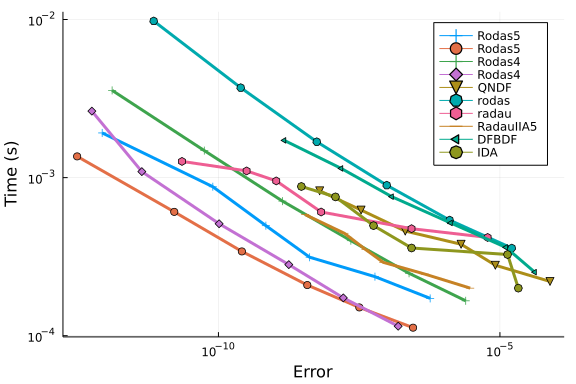 10⁻²
10⁻³
10⁻⁴
Time (s)
10⁻¹⁰
10⁻⁵
Error
Rodas5
Rodas5
Rodas4
Rodas4
QNDF
rodas
radau
RadauIIA5
DFBDF
IDA